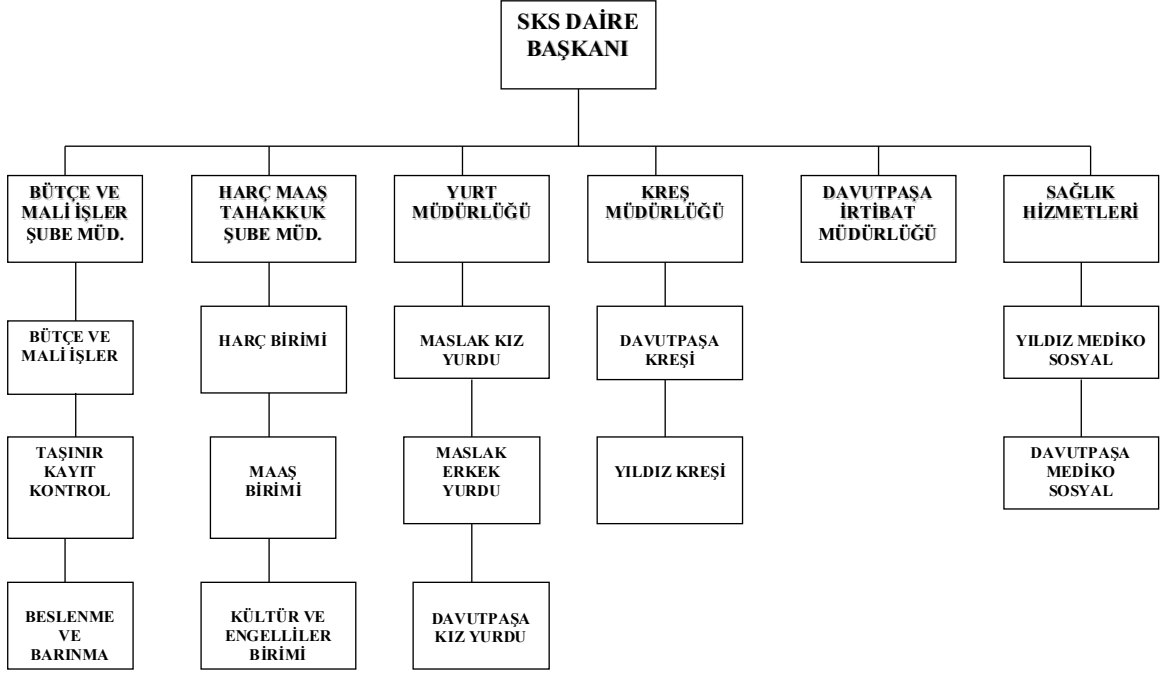 SKS DAİRE
BAŞKANI
BÜTÇE VE
MALİ İŞLER
ŞUBE MÜD.
HARÇ MAAŞ
TAHAKKUK
ŞUBE MÜD.
YURT
MÜDÜRLÜĞÜ
KREŞ
MÜDÜRLÜĞÜ
DAVUTPAŞA
İRTİBAT
MÜDÜRLÜĞÜ
SAĞLIK
HİZMETLERİ
BÜTÇE VE
MALİ İŞLER
HARÇ BİRİMİ
MASLAK KIZ
YURDU
DAVUTPAŞA
KREŞİ
YILDIZ MEDİKO
SOSYAL
TAŞINIR
KAYIT
KONTROL
MAAŞ
BİRİMİ
MASLAK
ERKEK
YURDU
YILDIZ KREŞİ
DAVUTPAŞA
MEDİKO
SOSYAL
BESLENME
VE
BARINMA
KÜLTÜR VE
ENGELLİLER
BİRİMİ
DAVUTPAŞA
KIZ YURDU